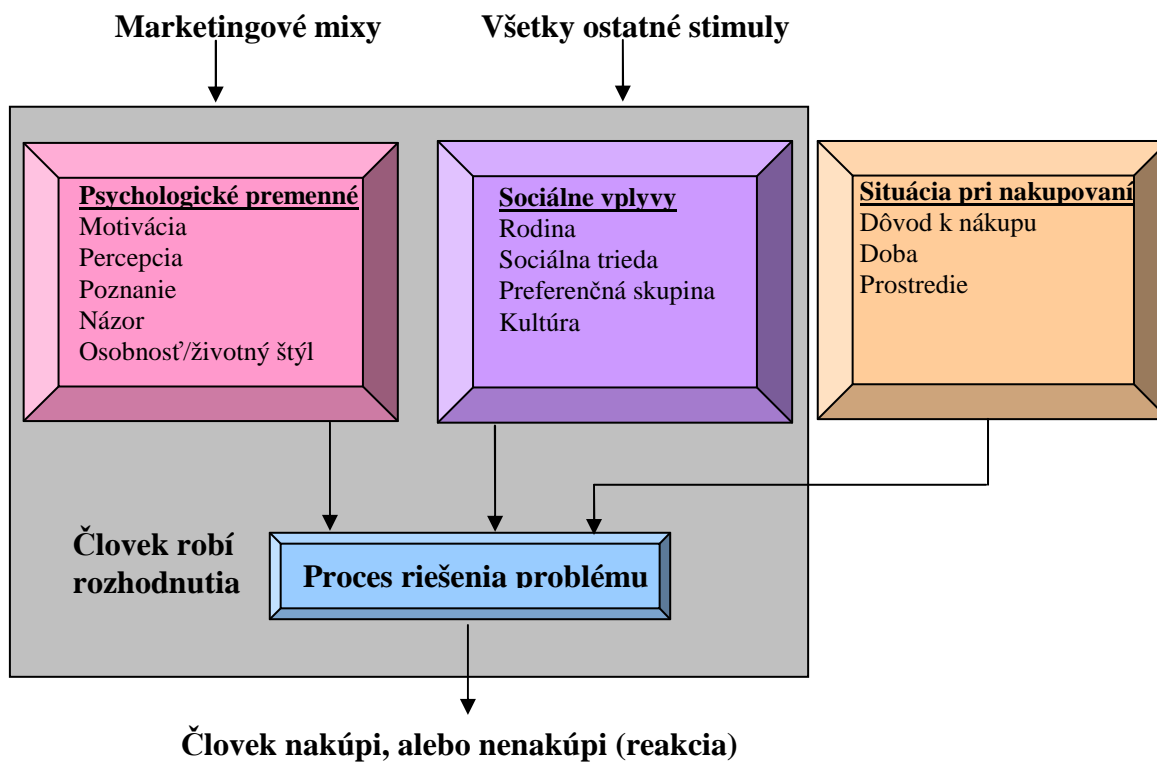 Marketingové mixy
Všetky ostatné stimuly
Psychologické premenné
Motivácia
Percepcia
Poznanie
Názor
Osobnosť/životný štýl
Sociálne vplyvy
Rodina
Sociálna trieda
Preferenčná skupina
Kultúra
Situácia pri nakupovaní
Dôvod k nákupu
Doba
Prostredie
Človek robí
rozhodnutia
Proces riešenia problému
Človek nakúpi, alebo nenakúpi (reakcia)